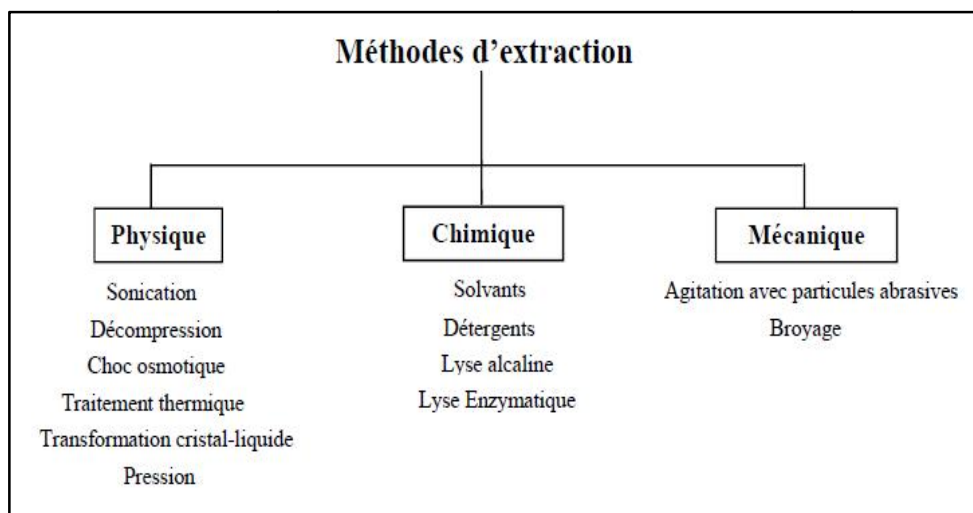 Méthodes d'extraction
Physique
Sonication
Décompression
Choc osmotique
Traitement thermique
Transformation cristal-liquide
Pression
Chimique
Solvants
Détergents
Lyse alcaline
Lyse Enzymatique
Mécanique
Agitation avec particules abrasives
Broyage